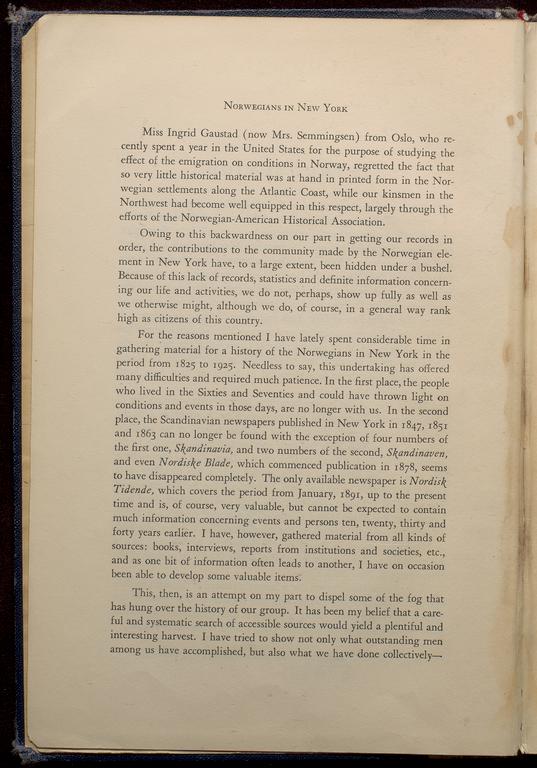 Norwegians in New York
Miss Ingrid Gaustad (now Mrs. Semmingsen) from Oslo, who re-
cently spent a year in the United States for the purpose of studying the
effect of the emigration on conditions in Norway, regretted the fact that
so very little historical material was at hand in printed form in the Nor-
wegian settlements along the Atlantic Coast, while our kinsmen in the
Northwest had become well equipped in this respect, largely through the
efforts of the Norwegian-American Historical Association.
Owing to this backwardness on our part in getting our records in
order, the contributions to the community made by the Norwegian ele-
ment in New York have, to a large extent, been hidden under a bushel.
Because of this lack of records, statistics and definite information concern-
ing our life and activities, we do not, perhaps, show up fully as well as
we otherwise might, although we do, of course, in a general way rank
high as citizens of this country.
For the reasons mentioned I have lately spent considerable time in
gathering material for a history of the Norwegians in New York in the
period from 1825 to 1925. Needless to say, this undertaking has offered
many difficulties and required much patience. In the first place, the people
who lived in the Sixties and Seventies and could have thrown light on
conditions and events in those days, are no longer with us. In the second
place, the Scandinavian newspapers published in New York in 1847, 1851
and 1863 can no longer be found with the exception of four numbers of
the first one, Skandinavia, and two numbers of the second, Skandinaven,
and even Nordiske Blade, which commenced publication in 1878, seems
to have disappeared completely. The only available newspaper is Nordisk
Tidende, which covers the period from January, 1891, up to the present
time and is, of course, very valuable, but cannot be expected to contain
much information concerning events and persons ten, twenty, thirty and
forty years earlier. I have, however, gathered material from all kinds of
sources: books, interviews, reports from institutions and societies, etc.,
and as one bit of information often leads to another, I have on occasion
been able to develop some valuable items.
This, then, is an attempt on my part to dispel some of the fog that
has hung over the history of our group. It has been my belief that a care-
ful and systematic search of accessible sources would yield a plentiful and
interesting harvest. I have tried to show not only what outstanding men
among us have accomplished, but also what we have done collectively—